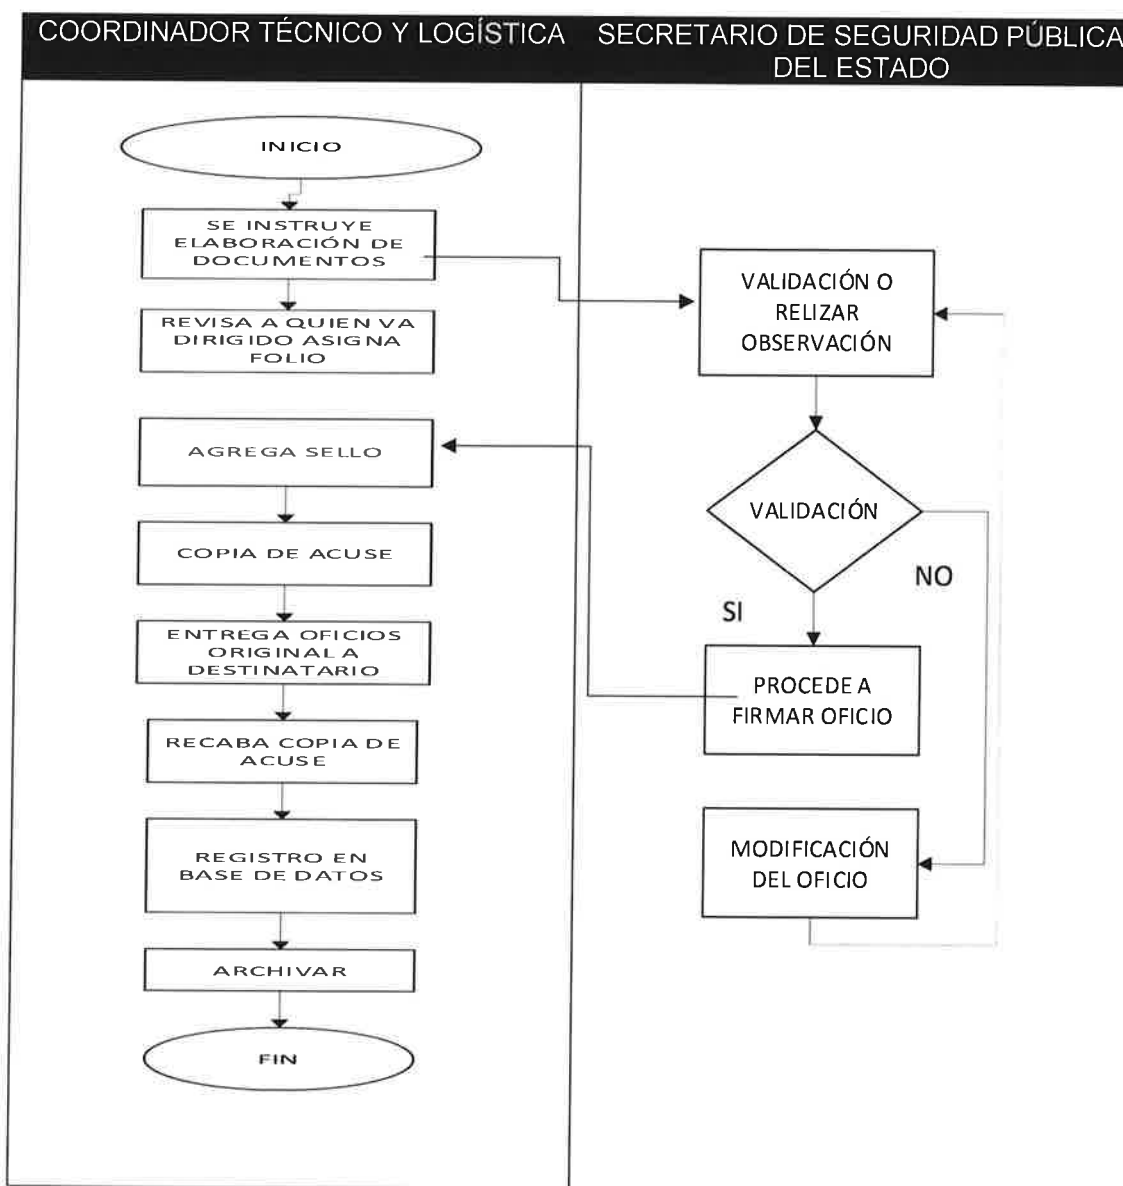 COORDINADOR TÉCNICO Y LOGÍSTICA
SECRETARIO DE SEGURIDAD PÚBLICA
DEL ESTADO
INICIO
SE INSTRUYE
ELABORACIÓN DE
DOCUMENTOS
REVISA A QUIEN VA
DIRIGIDO ASIGNA
FOLIO
AGREGA SELLO
COPIA DE ACUSE
ENTREGA OFICIOS
ORIGINAL A
DESTINATARIO
RECABA COPIA DE
ACUSE
REGISTRO EN
BASE DE DATOS
ARCHIVAR
FIN
VALIDACIÓN O
RELIZAR
OBSERVACIÓN
VALIDACIÓN
NO
SI
PROCEDE A
FIRMAR OFICIO
MODIFICACIÓN
DEL OFICIO